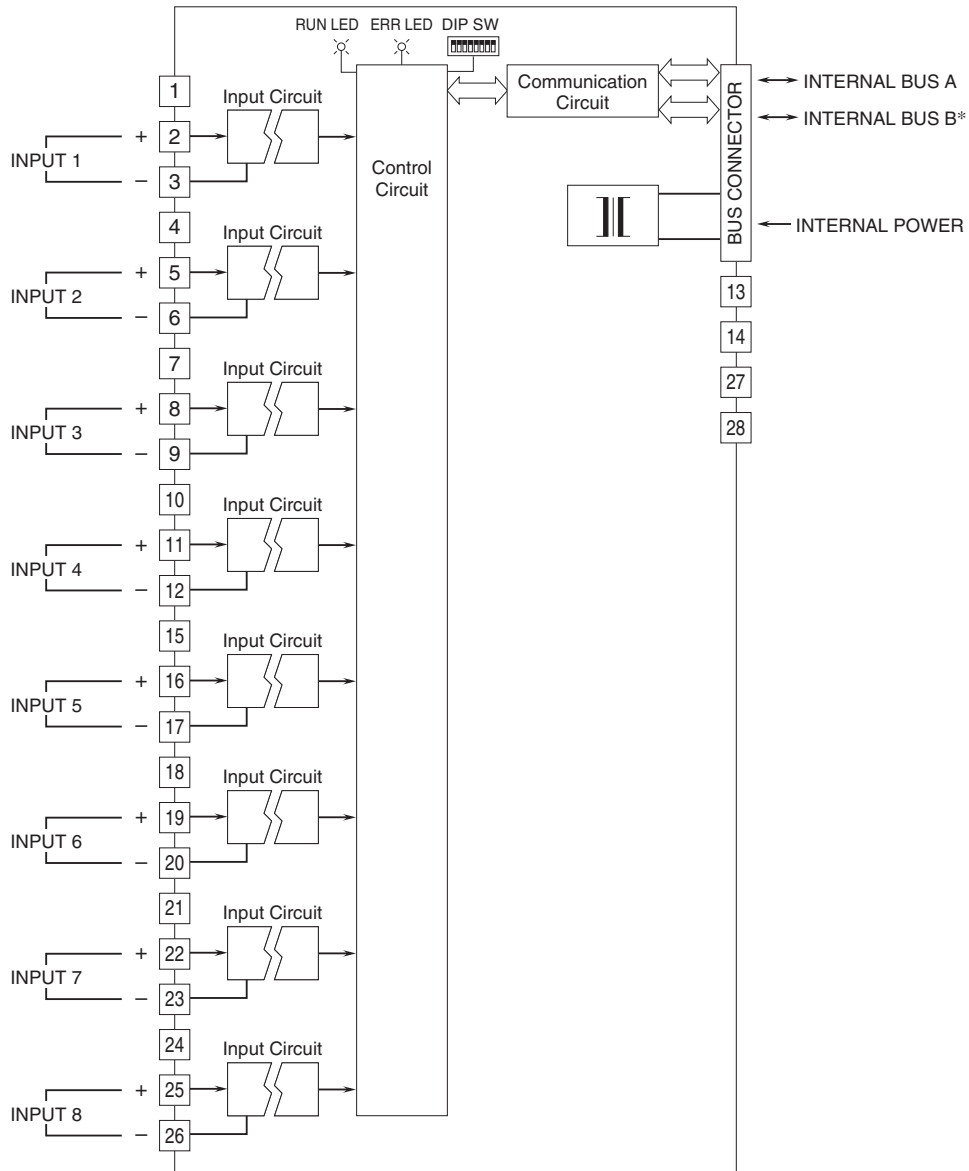 RUN LED ERR LED DIP SW
Communication
Circuit
BUS CONNECTOR
INTERNAL BUS A
INTERNAL BUS B*
INTERNAL POWER
13
14
27
28
Control
Circuit
1
Input Circuit
INPUT 1
+ 2
− 3
4
Input Circuit
INPUT 2
+ 5
− 6
7
Input Circuit
INPUT 3
+ 8
− 9
10
Input Circuit
INPUT 4
+ 11
− 12
15
Input Circuit
INPUT 5
+ 16
− 17
18
Input Circuit
INPUT 6
+ 19
− 20
21
Input Circuit
INPUT 7
+ 22
− 23
24
Input Circuit
INPUT 8
+ 25
− 26